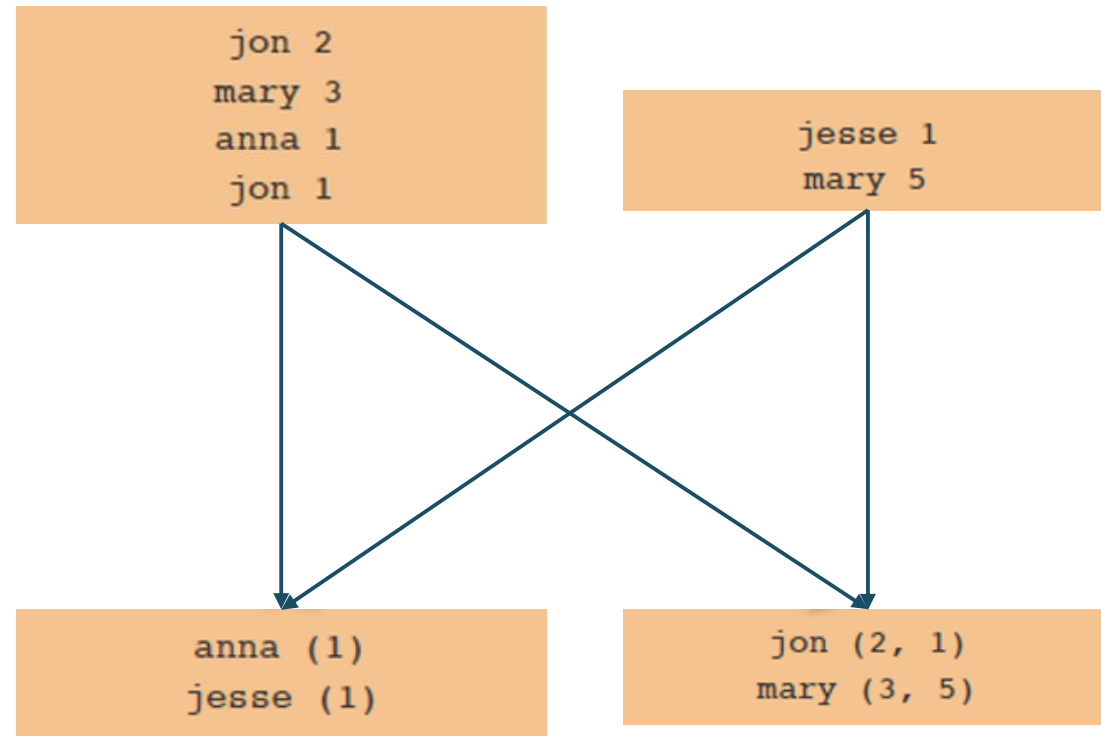 jon 2
mary 3
anna 1
jon 1
jesse 1
mary 5
anna (1)
jesse (1)
jon (2, 1)
mary (3, 5)